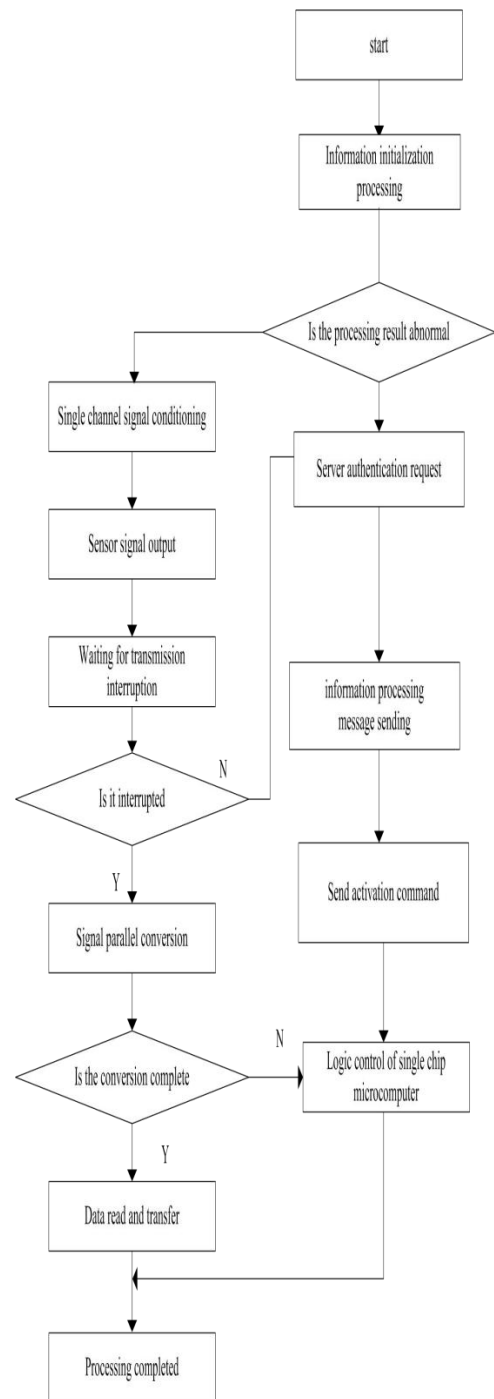 start
Information initialization
processing
Is the processing result abnormal
Single channel signal conditioning
Server authentication request
Sensor signal output
Waiting for transmission
interruption
information processing
message sending
N
Is it interrupted
Y
Send activation command
Signal parallel conversion
N
Is the conversion complete
Logic control of single chip
microcomputer
Y
Data read and transfer
Processing completed